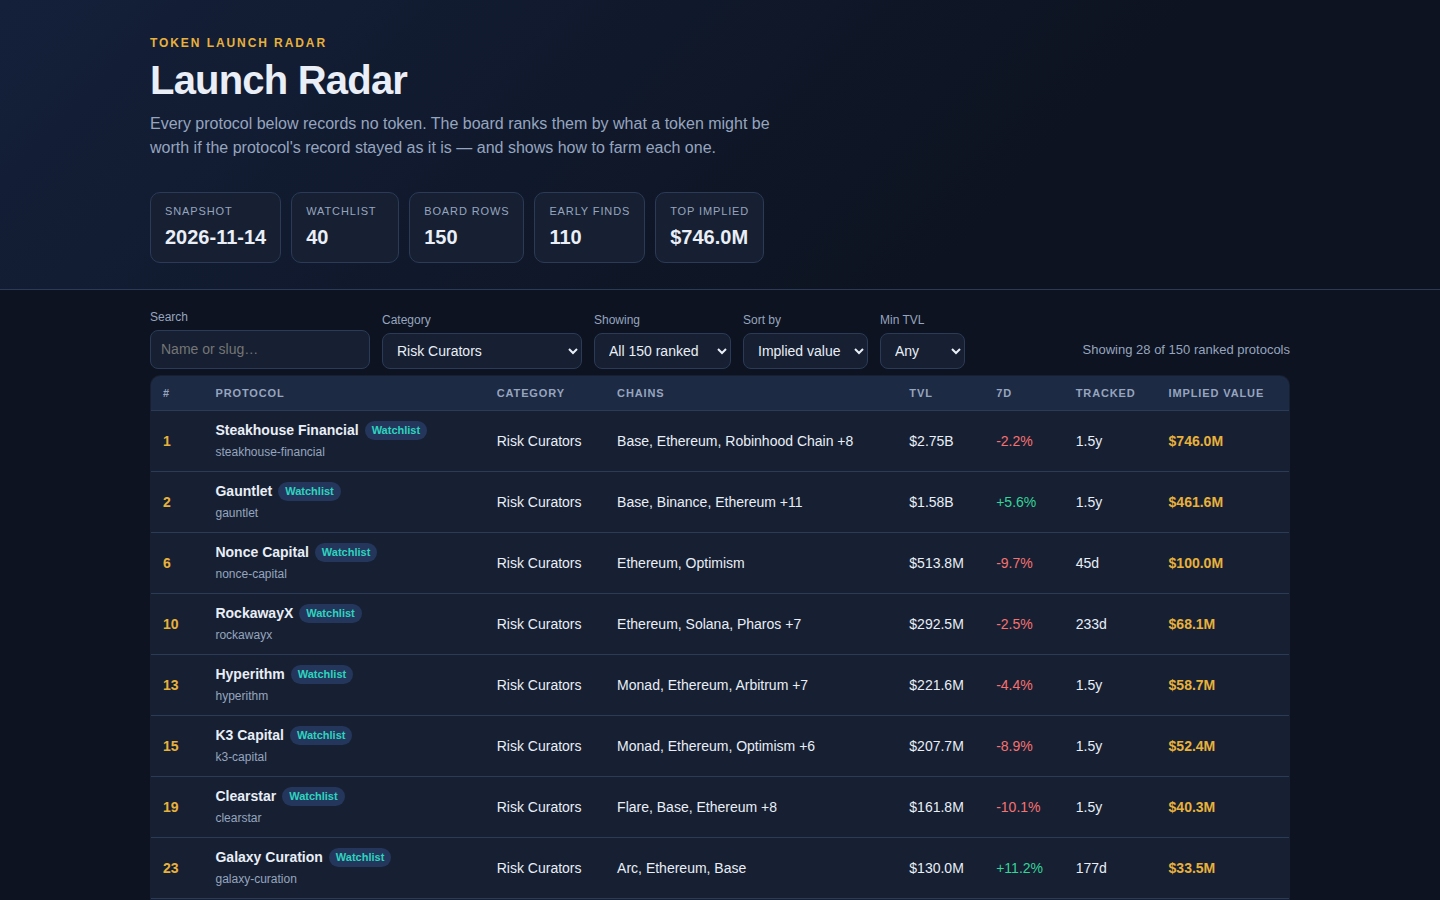 TOKEN LAUNCH RADAR
Launch Radar
Every protocol below records no token. The board ranks them by what a token might be
worth if the protocol's record stayed as it is — and shows how to farm each one.
SNAPSHOT WATCHLIST BOARD ROWS EARLY FINDS TOP IMPLIED
2026-11-14 40 150 110 $746.0M
Search Category Showing Sort by Min TVL
Name or slug… Risk Curators All 150 ranked Implied value Any Showing 28 of 150 ranked protocols
# PROTOCOL CATEGORY CHAINS TVL 7D TRACKED IMPLIED VALUE
1 Steakhouse Financial Watchlist Risk Curators Base, Ethereum, Robinhood Chain +8 $2.75B -2.2% 1.5y $746.0M
steakhouse-financial
2 Gauntlet Watchlist Risk Curators Base, Binance, Ethereum +11 $1.58B +5.6% 1.5y $461.6M
gauntlet
6 Nonce Capital Watchlist Risk Curators Ethereum, Optimism $513.8M -9.7% 45d $100.0M
nonce-capital
10 RockawayX Watchlist Risk Curators Ethereum, Solana, Pharos +7 $292.5M -2.5% 233d $68.1M
rockawayx
13 Hyperithm Watchlist Risk Curators Monad, Ethereum, Arbitrum +7 $221.6M -4.4% 1.5y $58.7M
hyperithm
15 K3 Capital Watchlist Risk Curators Monad, Ethereum, Optimism +6 $207.7M -8.9% 1.5y $52.4M
k3-capital
19 Clearstar Watchlist Risk Curators Flare, Base, Ethereum +8 $161.8M -10.1% 1.5y $40.3M
clearstar
23 Galaxy Curation Watchlist Risk Curators Arc, Ethereum, Base $130.0M +11.2% 177d $33.5M
galaxy-curation